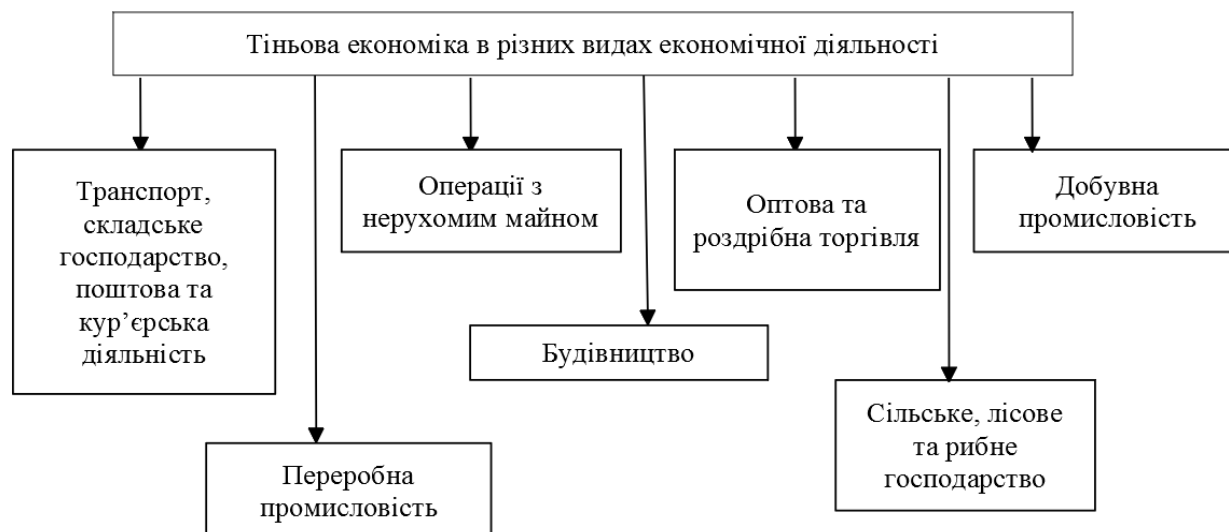 Тіньова економіка в різних видах економічної діяльності
Транспорт,
складське
господарство,
поштова та
кур’єрська
діяльність
Операції з
нерухомим майном
Оптова та
роздрібна торгівля
Добувна
промисловість
Будівництво
Сільське, лісове
та рибне
господарство
Переробна
промисловість